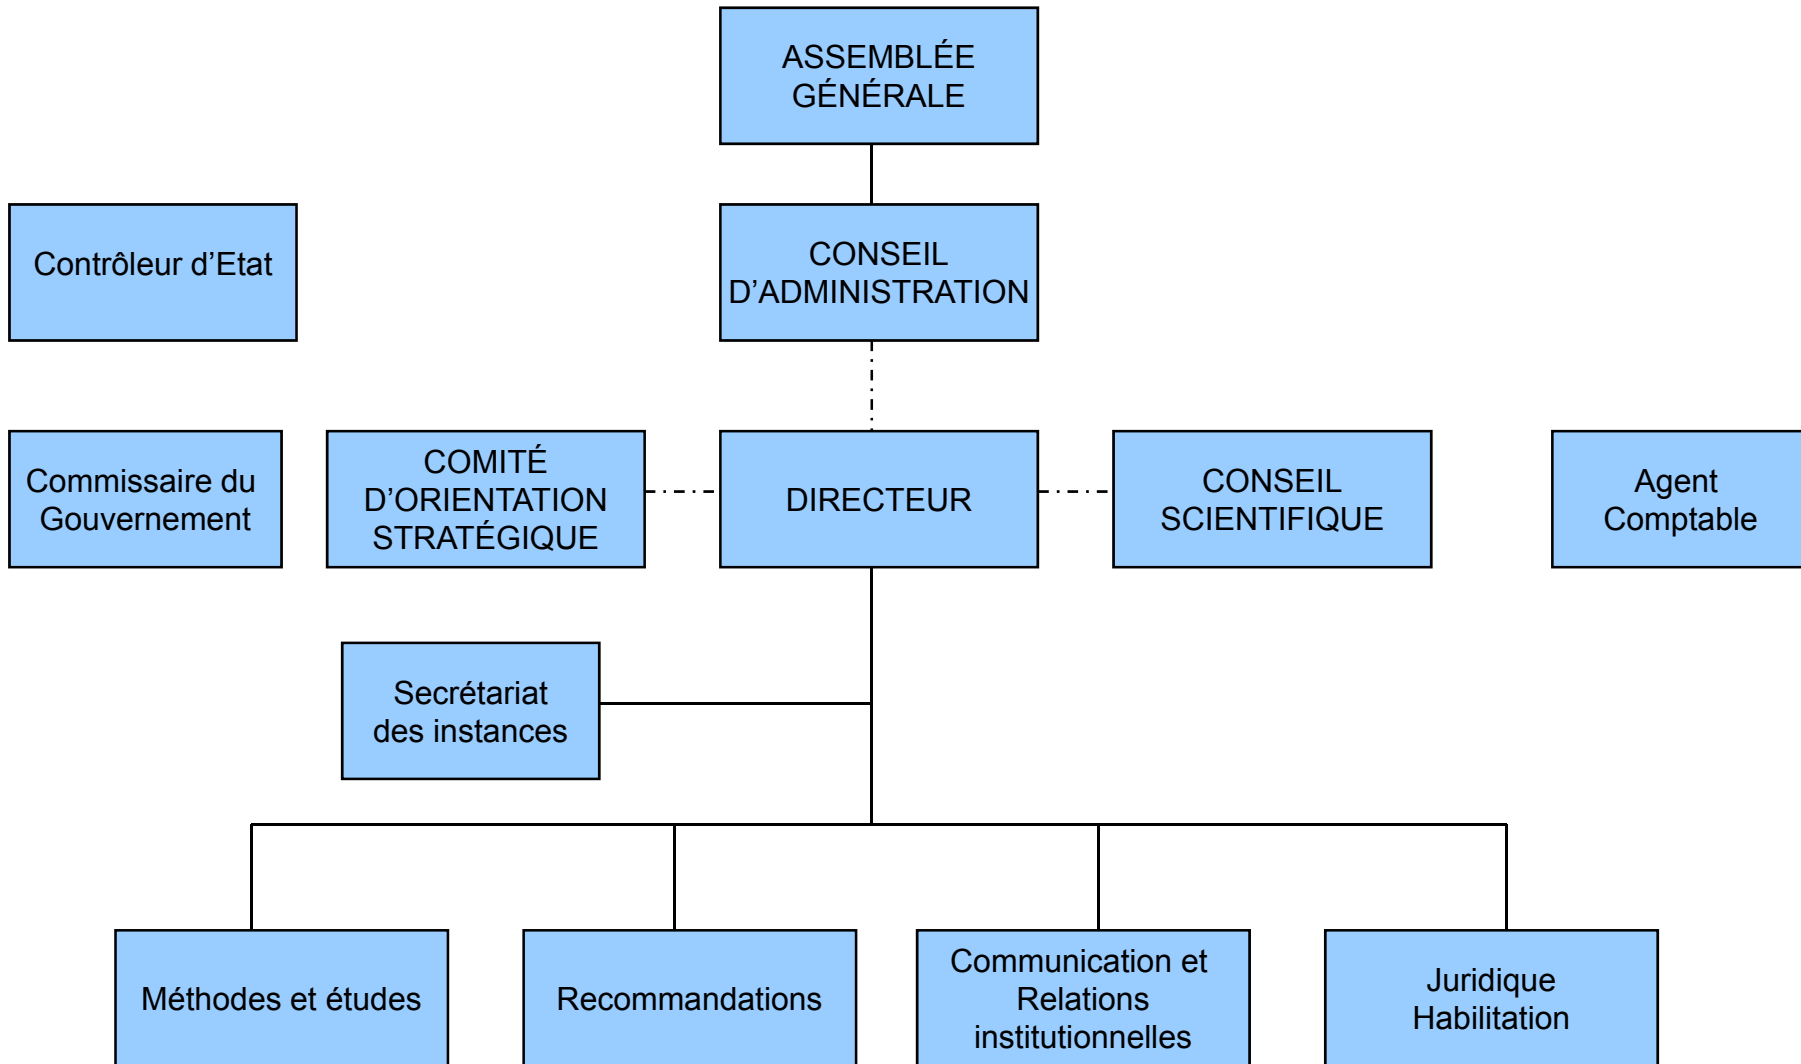 ASSEMBLÉE
GÉNÉRALE
Contrôleur d’Etat
CONSEIL
D’ADMINISTRATION
Commissaire du
Gouvernement
COMITÉ
D’ORIENTATION
STRATÉGIQUE
DIRECTEUR
CONSEIL
SCIENTIFIQUE
Agent
Comptable
Secrétariat
des instances
Méthodes et études
Recommandations
Communication et
Relations
institutionnelles
Juridique
Habilitation